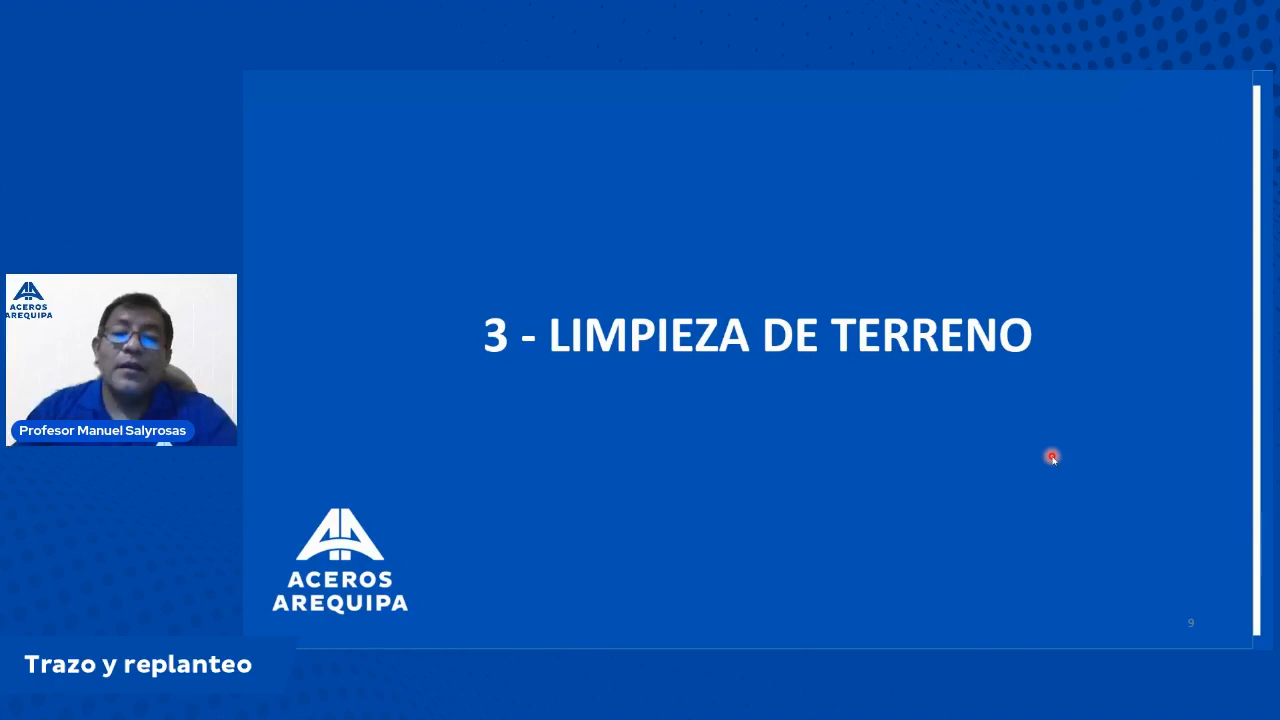 3 - LIMPIEZA DE TERRENO
ACEROS
AREQUIPA
Profesor Manuel Salyrosas
ACEROS
AREQUIPA
9
Trazo y replanteo